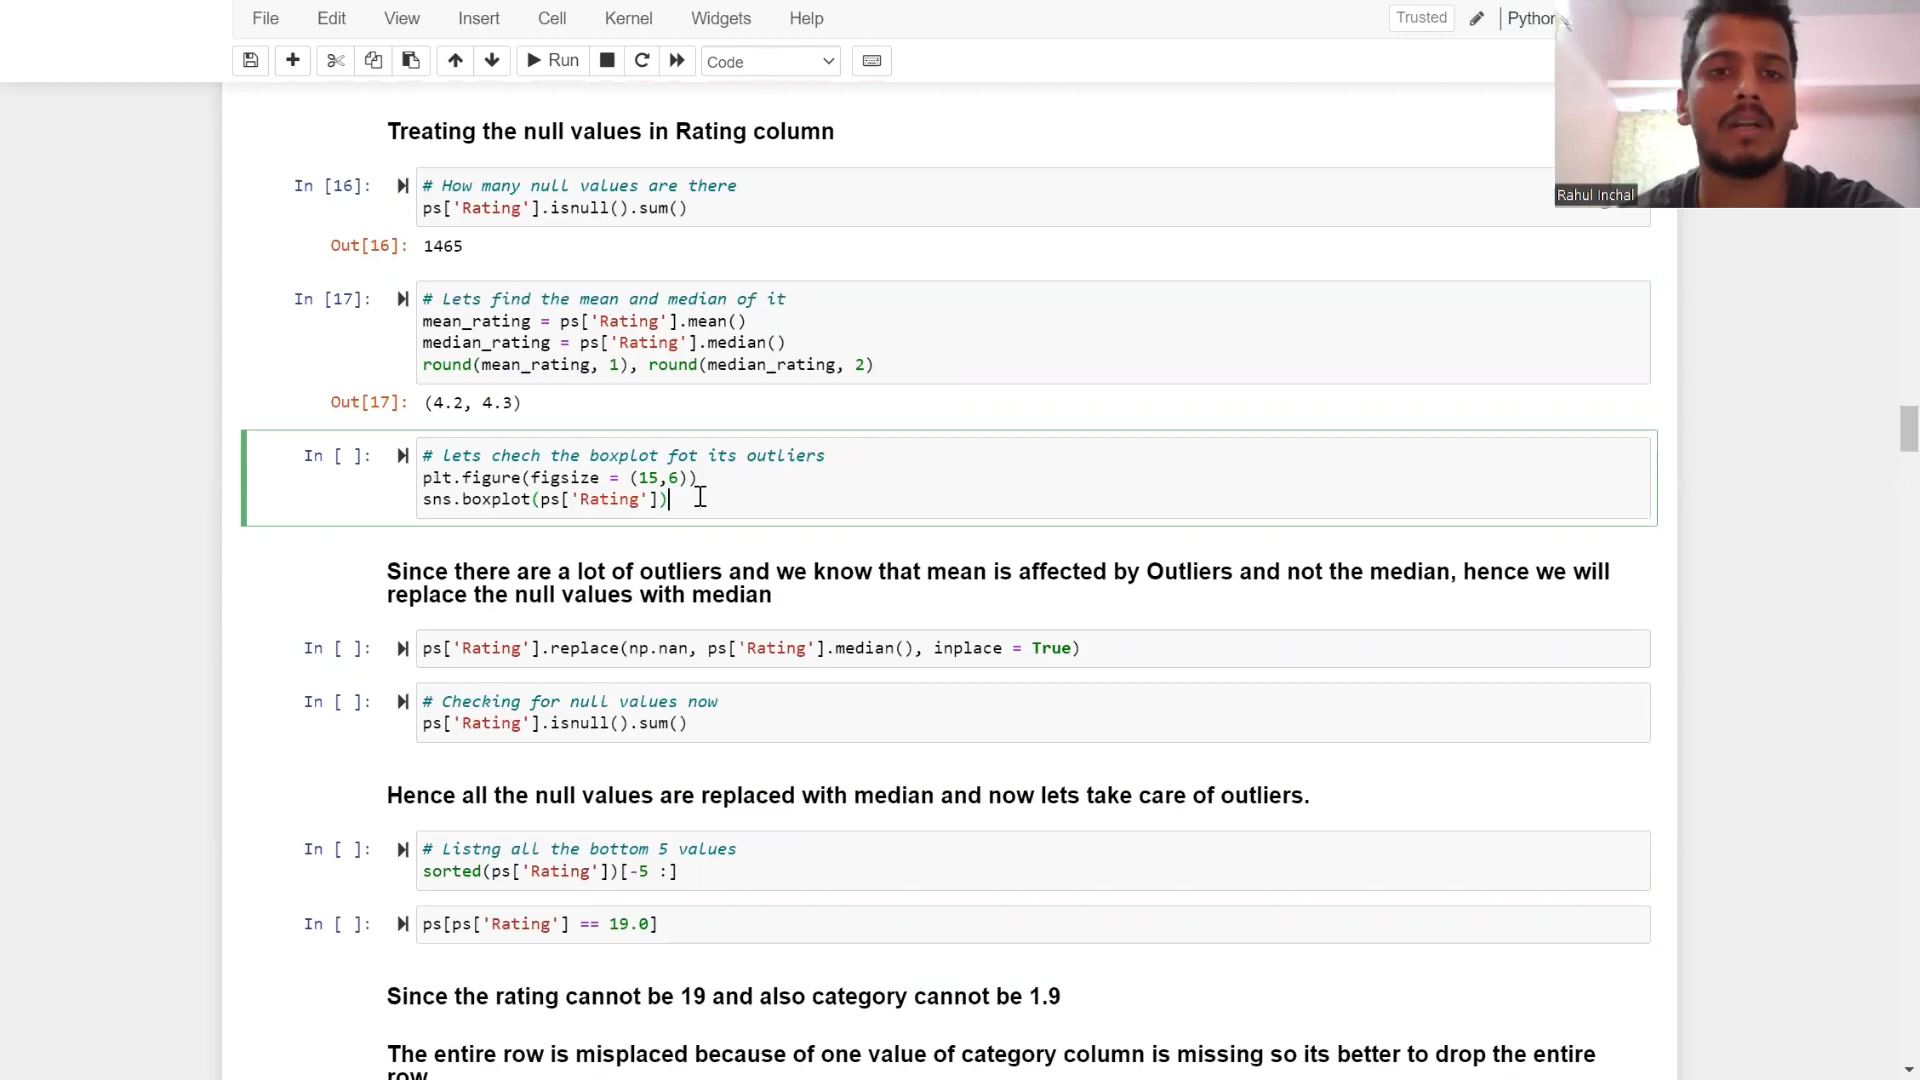 File Edit View Insert Cell Kernel Widgets Help Trusted Python
Run Code
Rahul Inchal
Treating the null values in Rating column
In [16]: # How many null values are there
ps['Rating'].isnull().sum()
Out[16]: 1465
In [17]: # Lets find the mean and median of it
mean_rating = ps['Rating'].mean()
median_rating = ps['Rating'].median()
round(mean_rating, 1), round(median_rating, 2)
Out[17]: (4.2, 4.3)
In [ ]: # Lets chech the boxplot fot its outliers
plt.figure(figsize = (15,6))
sns.boxplot(ps['Rating'])
Since there are a lot of outliers and we know that mean is affected by Outliers and not the median, hence we will
replace the null values with median
In [ ]: ps['Rating'].replace(np.nan, ps['Rating'].median(), inplace = True)
In [ ]: # Checking for null values now
ps['Rating'].isnull().sum()
Hence all the null values are replaced with median and now lets take care of outliers.
In [ ]: # Listng all the bottom 5 values
sorted(ps['Rating'])[-5 :]
In [ ]: ps[ps['Rating'] == 19.0]
Since the rating cannot be 19 and also category cannot be 1.9
The entire row is misplaced because of one value of category column is missing so its better to drop the entire
row